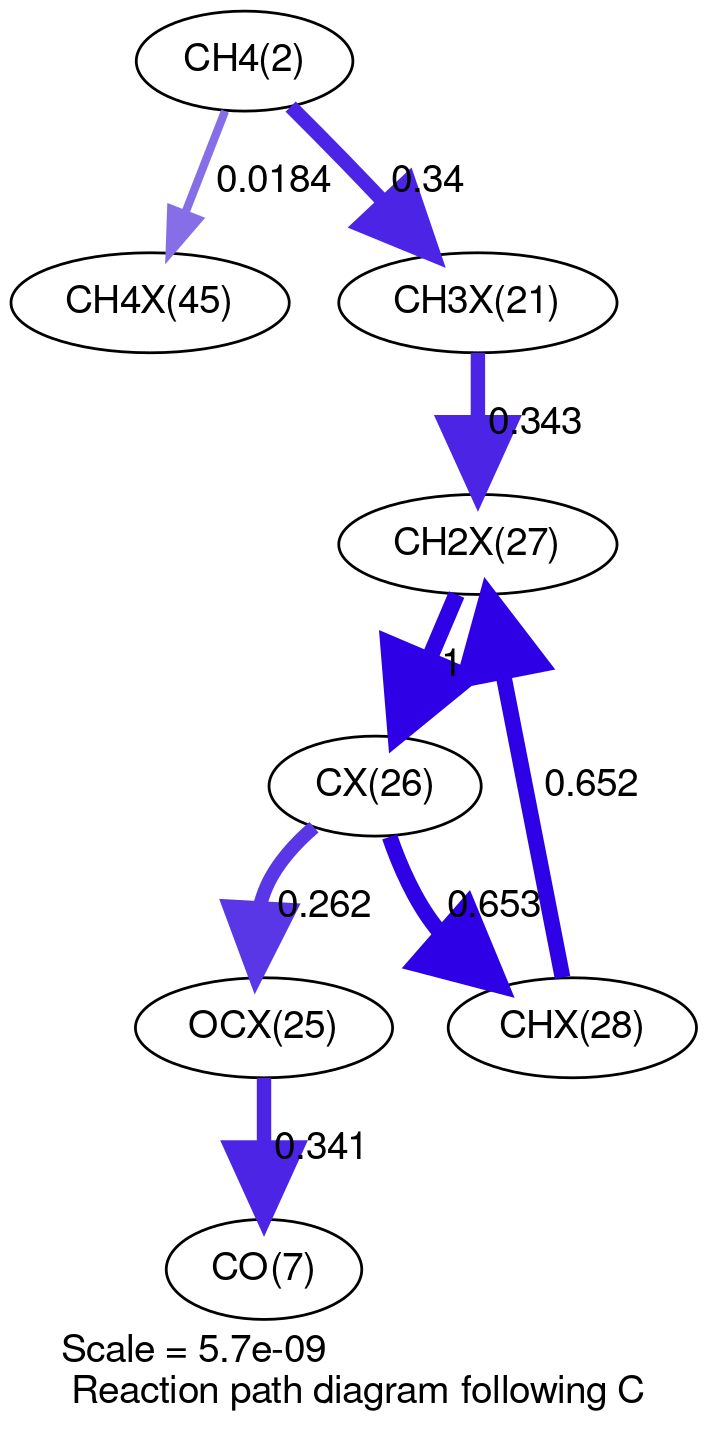 CH4(2)
0.0184
0.34
CH4X(45)
CH3X(21)
0.343
CH2X(27)
1
CX(26)
0.652
0.262
0.653
OCX(25)
CHX(28)
0.341
CO(7)
Scale = 5.7e-09
Reaction path diagram following C